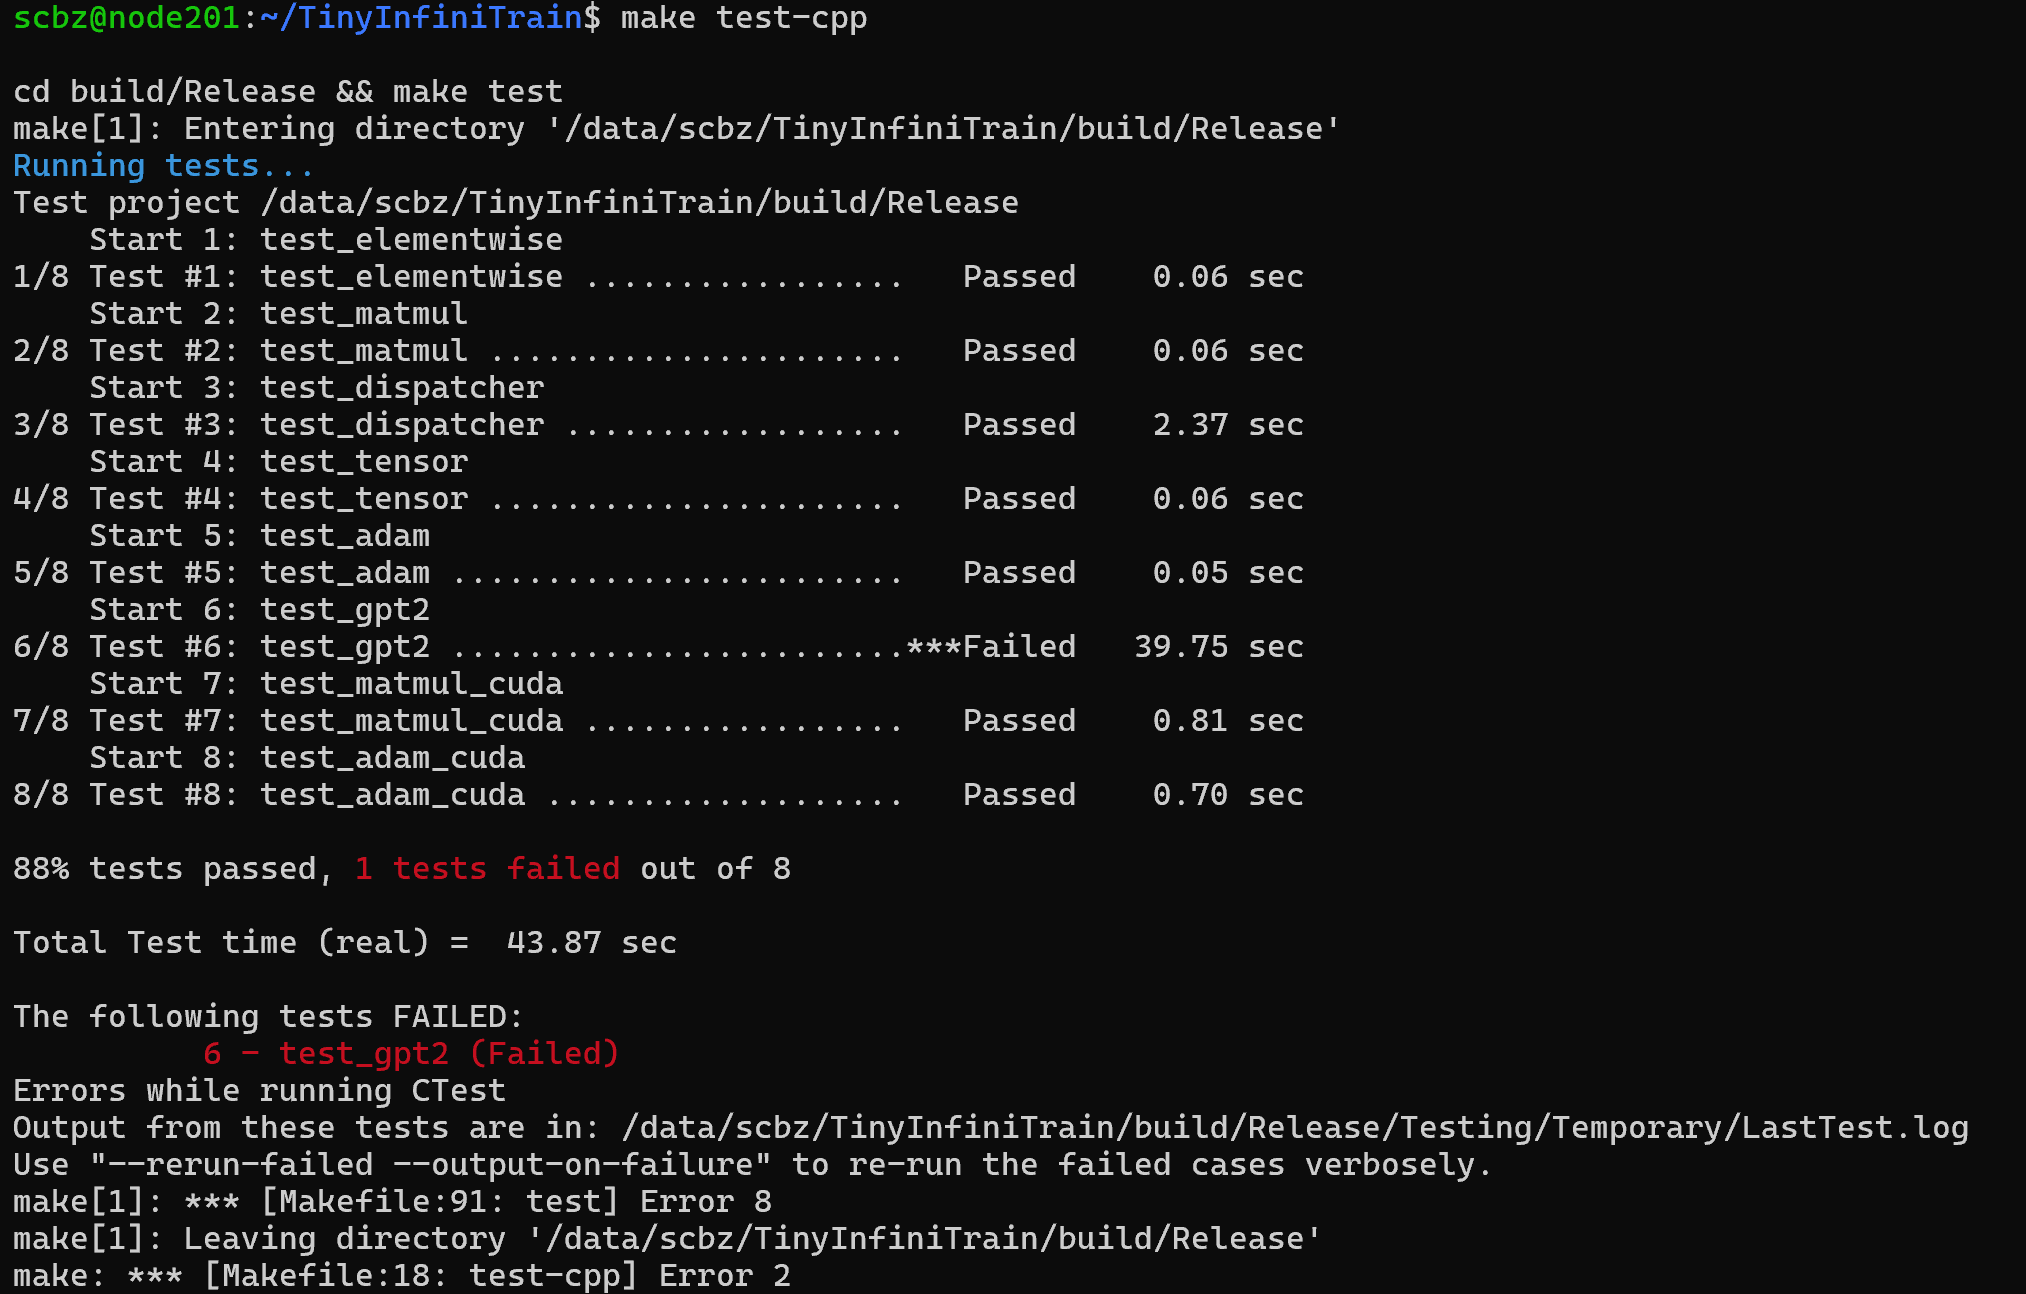 scbz@node201:~/TinyInfiniTrain$ make test-cpp
cd build/Release && make test
make[1]: Entering directory '/data/scbz/TinyInfiniTrain/build/Release'
Running tests...
Test project /data/scbz/TinyInfiniTrain/build/Release
    Start 1: test_elementwise
1/8 Test #1: test_elementwise .................   Passed    0.06 sec
    Start 2: test_matmul
2/8 Test #2: test_matmul ......................   Passed    0.06 sec
    Start 3: test_dispatcher
3/8 Test #3: test_dispatcher ..................   Passed    2.37 sec
    Start 4: test_tensor
4/8 Test #4: test_tensor ......................   Passed    0.06 sec
    Start 5: test_adam
5/8 Test #5: test_adam ........................   Passed    0.05 sec
    Start 6: test_gpt2
6/8 Test #6: test_gpt2 ........................***Failed   39.75 sec
    Start 7: test_matmul_cuda
7/8 Test #7: test_matmul_cuda .................   Passed    0.81 sec
    Start 8: test_adam_cuda
8/8 Test #8: test_adam_cuda ...................   Passed    0.70 sec
88% tests passed, 1 tests failed out of 8
Total Test time (real) =  43.87 sec
The following tests FAILED:
          6 - test_gpt2 (Failed)
Errors while running CTest
Output from these tests are in: /data/scbz/TinyInfiniTrain/build/Release/Testing/Temporary/LastTest.log
Use "--rerun-failed --output-on-failure" to re-run the failed cases verbosely.
make[1]: *** [Makefile:91: test] Error 8
make[1]: Leaving directory '/data/scbz/TinyInfiniTrain/build/Release'
make: *** [Makefile:18: test-cpp] Error 2